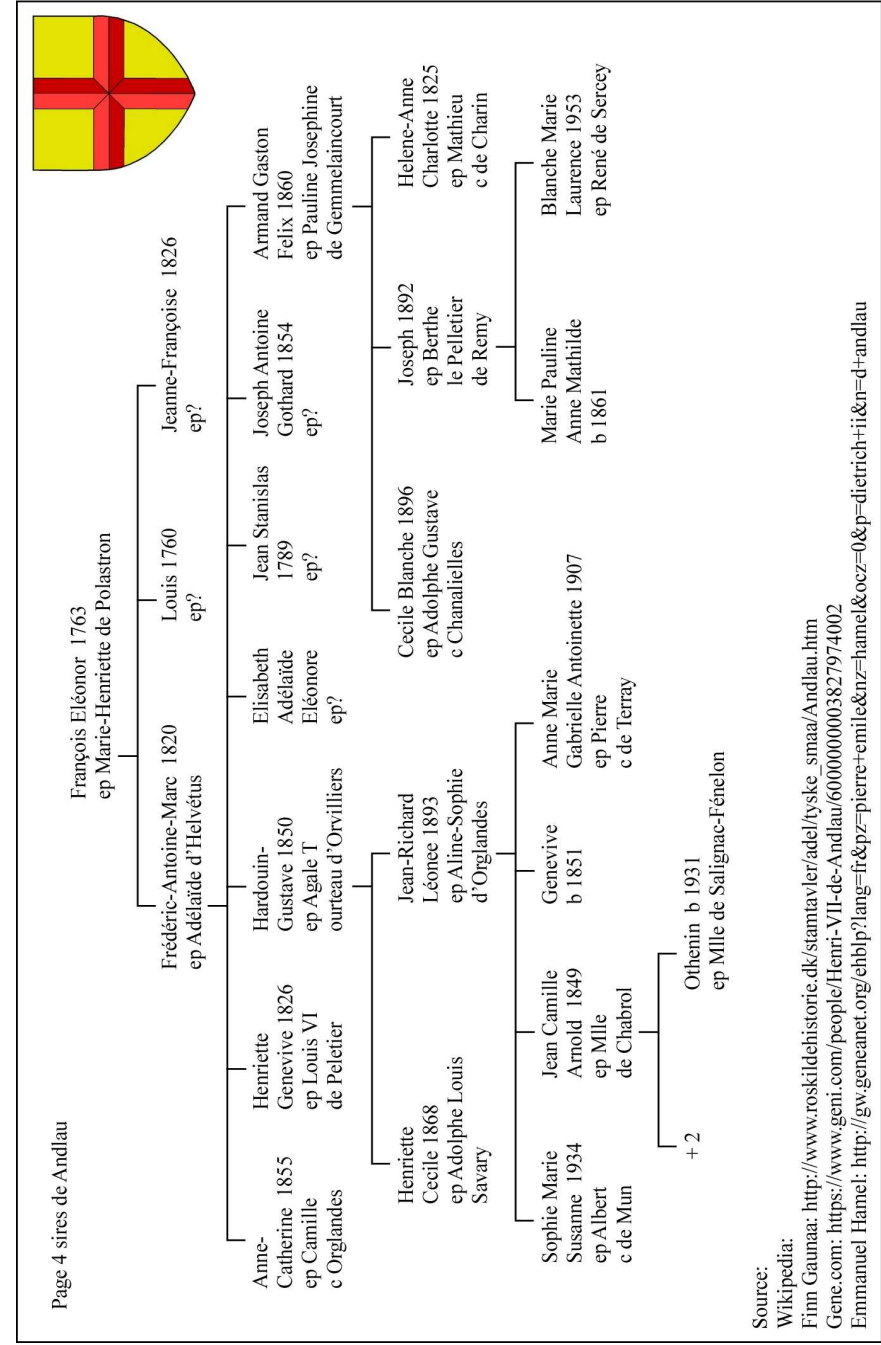 Page 4 sires de Andlau
François Eléonor 1763
ep Marie-Henriette de Polastron
Frédéric-Antoine-Marc 1820
ep Adélaïde d'Helvétus
Louis 1760
ep?
Jeanne-Françoise 1826
ep?
Anne-
Catherine 1855
ep Camille
c Orglandes
Henriette
Genevive 1826
ep Louis VI
de Peletier
Hardouin-
Gustave 1850
ep Agale T
ourteau d'Orvilliers
Elisabeth
Adélaïde
Eléonore
ep?
Jean Stanislas
1789
ep?
Joseph Antoine
Gothard 1854
ep?
Armand Gaston
Felix 1860
ep Pauline Josephine
de Gemmelaincourt
Henriette
Cecile 1868
ep Adolphe Louis
Savary
Jean-Richard
Léonee 1893
ep Aline-Sophie
d'Orglandes
Cecile Blanche 1896
ep Adolphe Gustave
c Chanalielles
Joseph 1892
ep Berthe
le Pelletier
de Remy
Helene-Anne
Charlotte 1825
ep Mathieu
c de Charin
Sophie Marie
Susanne 1934
ep Albert
c de Mun
Jean Camille
Arnold 1849
ep Mlle
de Chabrol
Genevive
b 1851
Anne Marie
Gabrielle Antoinette 1907
ep Pierre
c de Terray
Marie Pauline
Anne Mathilde
b 1861
Blanche Marie
Laurence 1953
ep René de Sercey
+ 2
Othenin b 1931
ep Mlle de Salignac-Fénelon
Source:
Wikipedia:
Finn Gaunaa: http://www.roskildehistorie.dk/stamtavler/adel/tyske_smaa/Andlau.htm
Gene.com: https://www.geni.com/people/Henri-VII-de-Andlau/6000000003827974002
Emmanuel Hamel: http://gw.geneanet.org/ehblp?lang=fr&pz=pierre+emile&nz=hamel&ocz=0&p=dietrich+ii&n=d+andlau